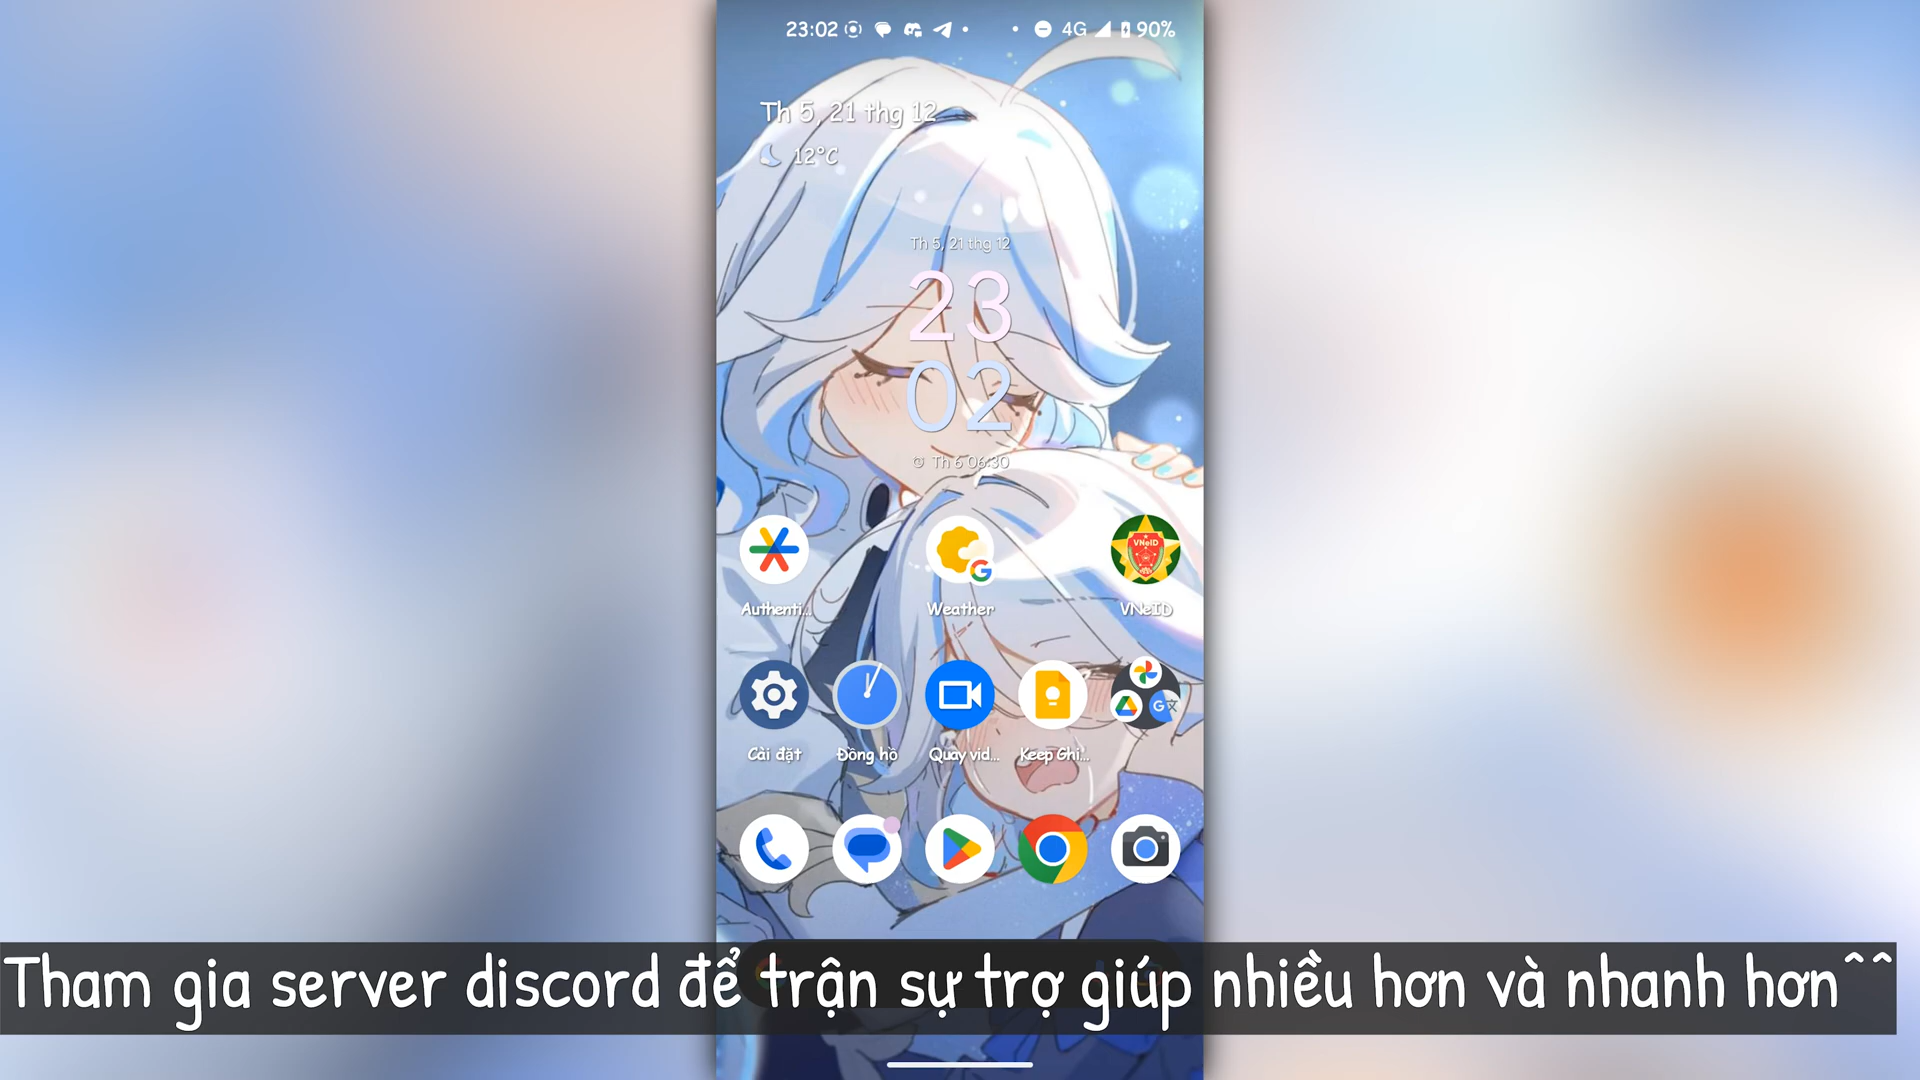 23:02 4G 90%
Th 5, 21 thg 12
12°C
Th 5, 21 thg 12
23
02
Th 6 06:30
VNeID
Authenti... Weather VNeID
Cài đặt Đồng hồ Quay vid... Keep Ghi...
Tham gia server discord để trận sự trợ giúp nhiều hơn và nhanh hơn^^